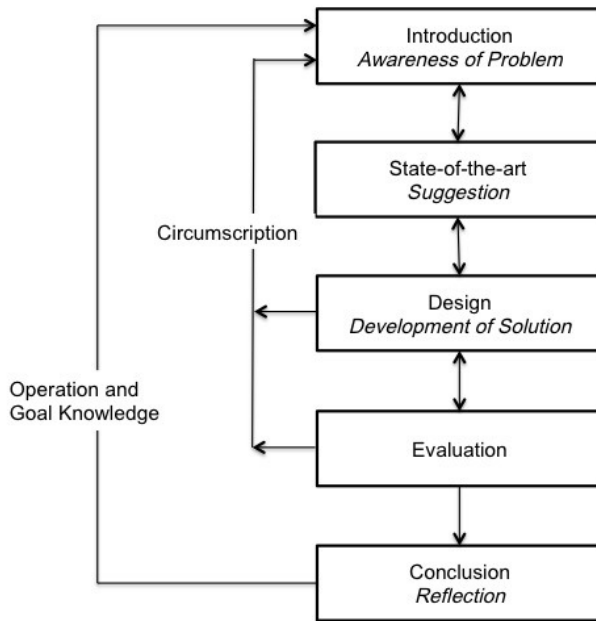 Introduction
Awareness of Problem
State-of-the-art
Suggestion
Circumscription
Design
Development of Solution
Operation and
Goal Knowledge
Evaluation
Conclusion
Reflection